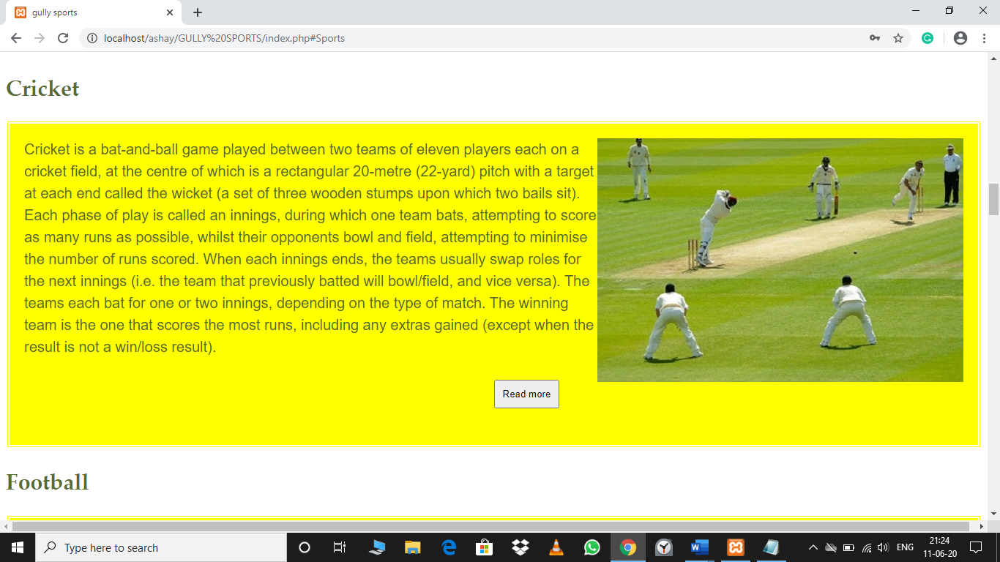 gully sports
localhost/ashay/GULLY%20SPORTS/index.php#Sports
Cricket
Cricket is a bat-and-ball game played between two teams of eleven players each on a
cricket field, at the centre of which is a rectangular 20-metre (22-yard) pitch with a target
at each end called the wicket (a set of three wooden stumps upon which two bails sit).
Each phase of play is called an innings, during which one team bats, attempting to score
as many runs as possible, whilst their opponents bowl and field, attempting to minimise
the number of runs scored. When each innings ends, the teams usually swap roles for
the next innings (i.e. the team that previously batted will bowl/field, and vice versa). The
teams each bat for one or two innings, depending on the type of match. The winning
team is the one that scores the most runs, including any extras gained (except when the
result is not a win/loss result).
Read more
Football
Type here to search
ENG
21:24
11-06-20